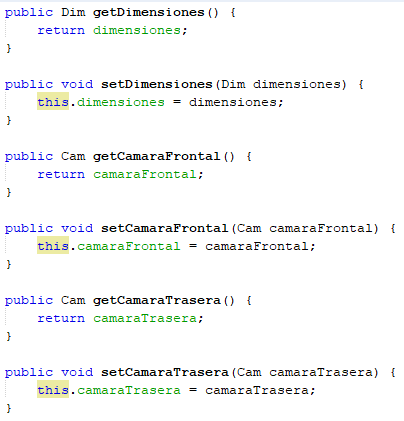 public Dim getDimensiones() {
    return dimensiones;
}

public void setDimensiones(Dim dimensiones) {
    this.dimensiones = dimensiones;
}

public Cam getCamaraFrontal() {
    return camaraFrontal;
}

public void setCamaraFrontal(Cam camaraFrontal) {
    this.camaraFrontal = camaraFrontal;
}

public Cam getCamaraTrasera() {
    return camaraTrasera;
}

public void setCamaraTrasera(Cam camaraTrasera) {
    this.camaraTrasera = camaraTrasera;
}